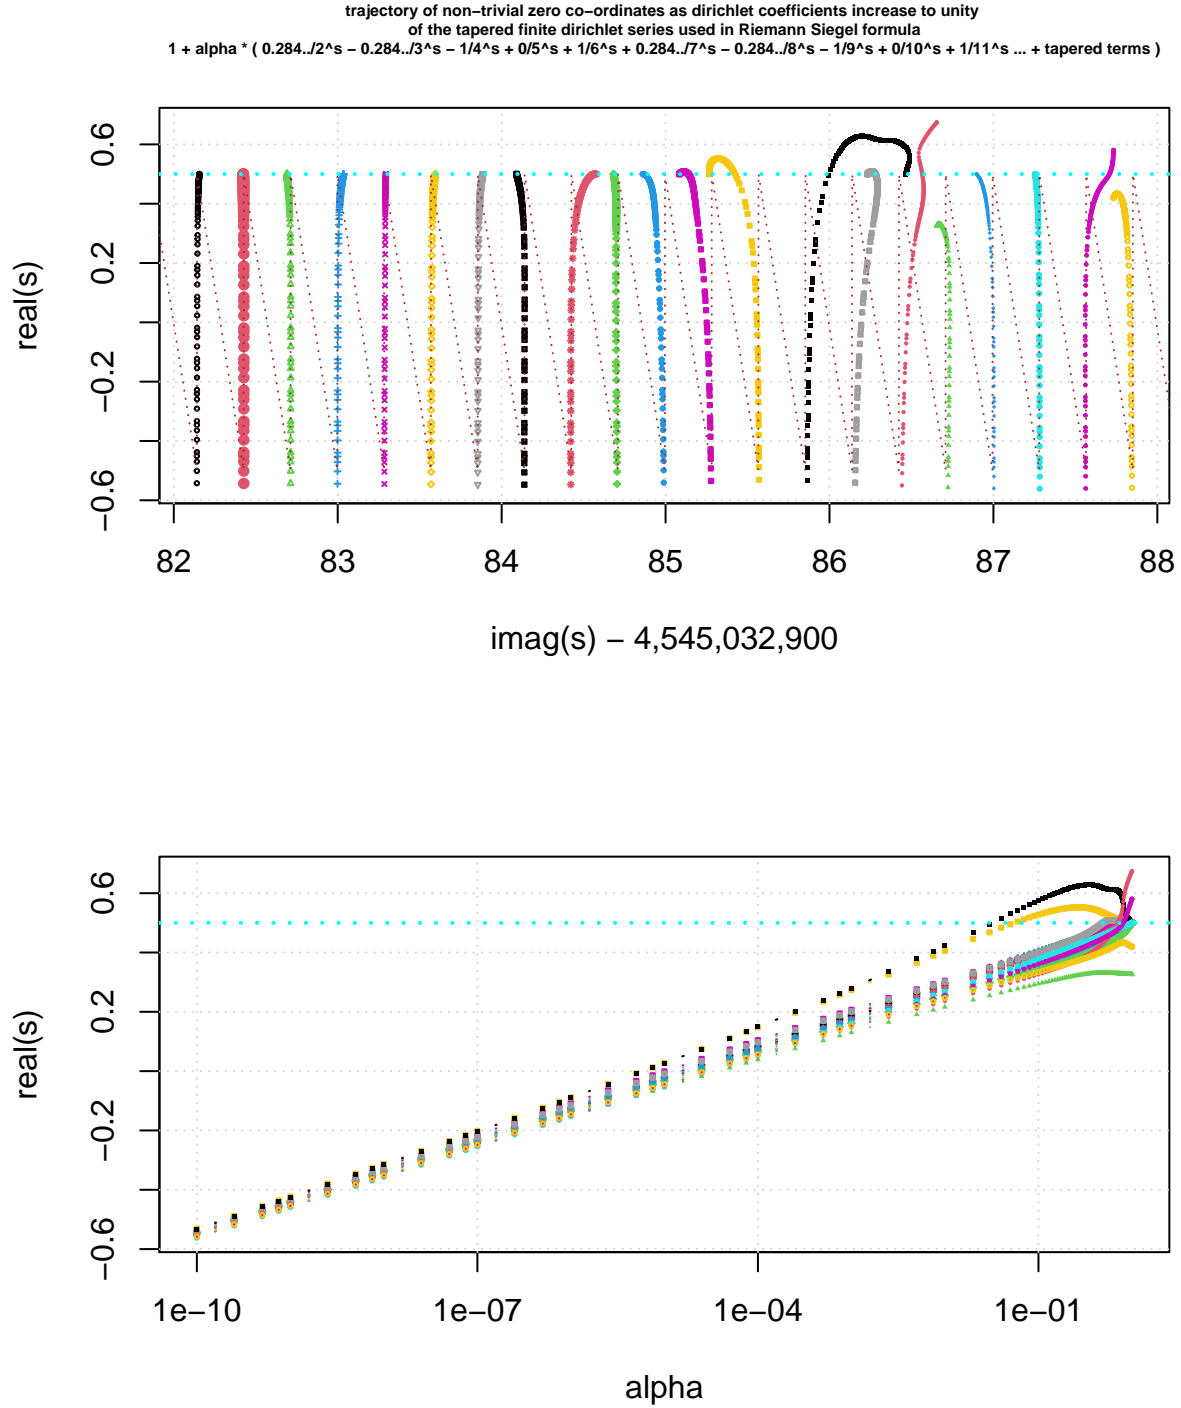 trajectory of non−trivial zero co−ordinates as dirichlet coefficients increase to unity
of the tapered finite dirichlet series used in Riemann Siegel formula
1 + alpha * ( 0.284../2^s − 0.284../3^s − 1/4^s + 0/5^s + 1/6^s + 0.284../7^s − 0.284../8^s − 1/9^s + 0/10^s + 1/11^s ... + tapered terms )
real(s)
0.6
0.2
−0.2
−0.6
82 83 84 85 86 87 88
imag(s) − 4,545,032,900
real(s)
0.6
0.2
−0.2
−0.6
1e−10 1e−07 1e−04 1e−01
alpha